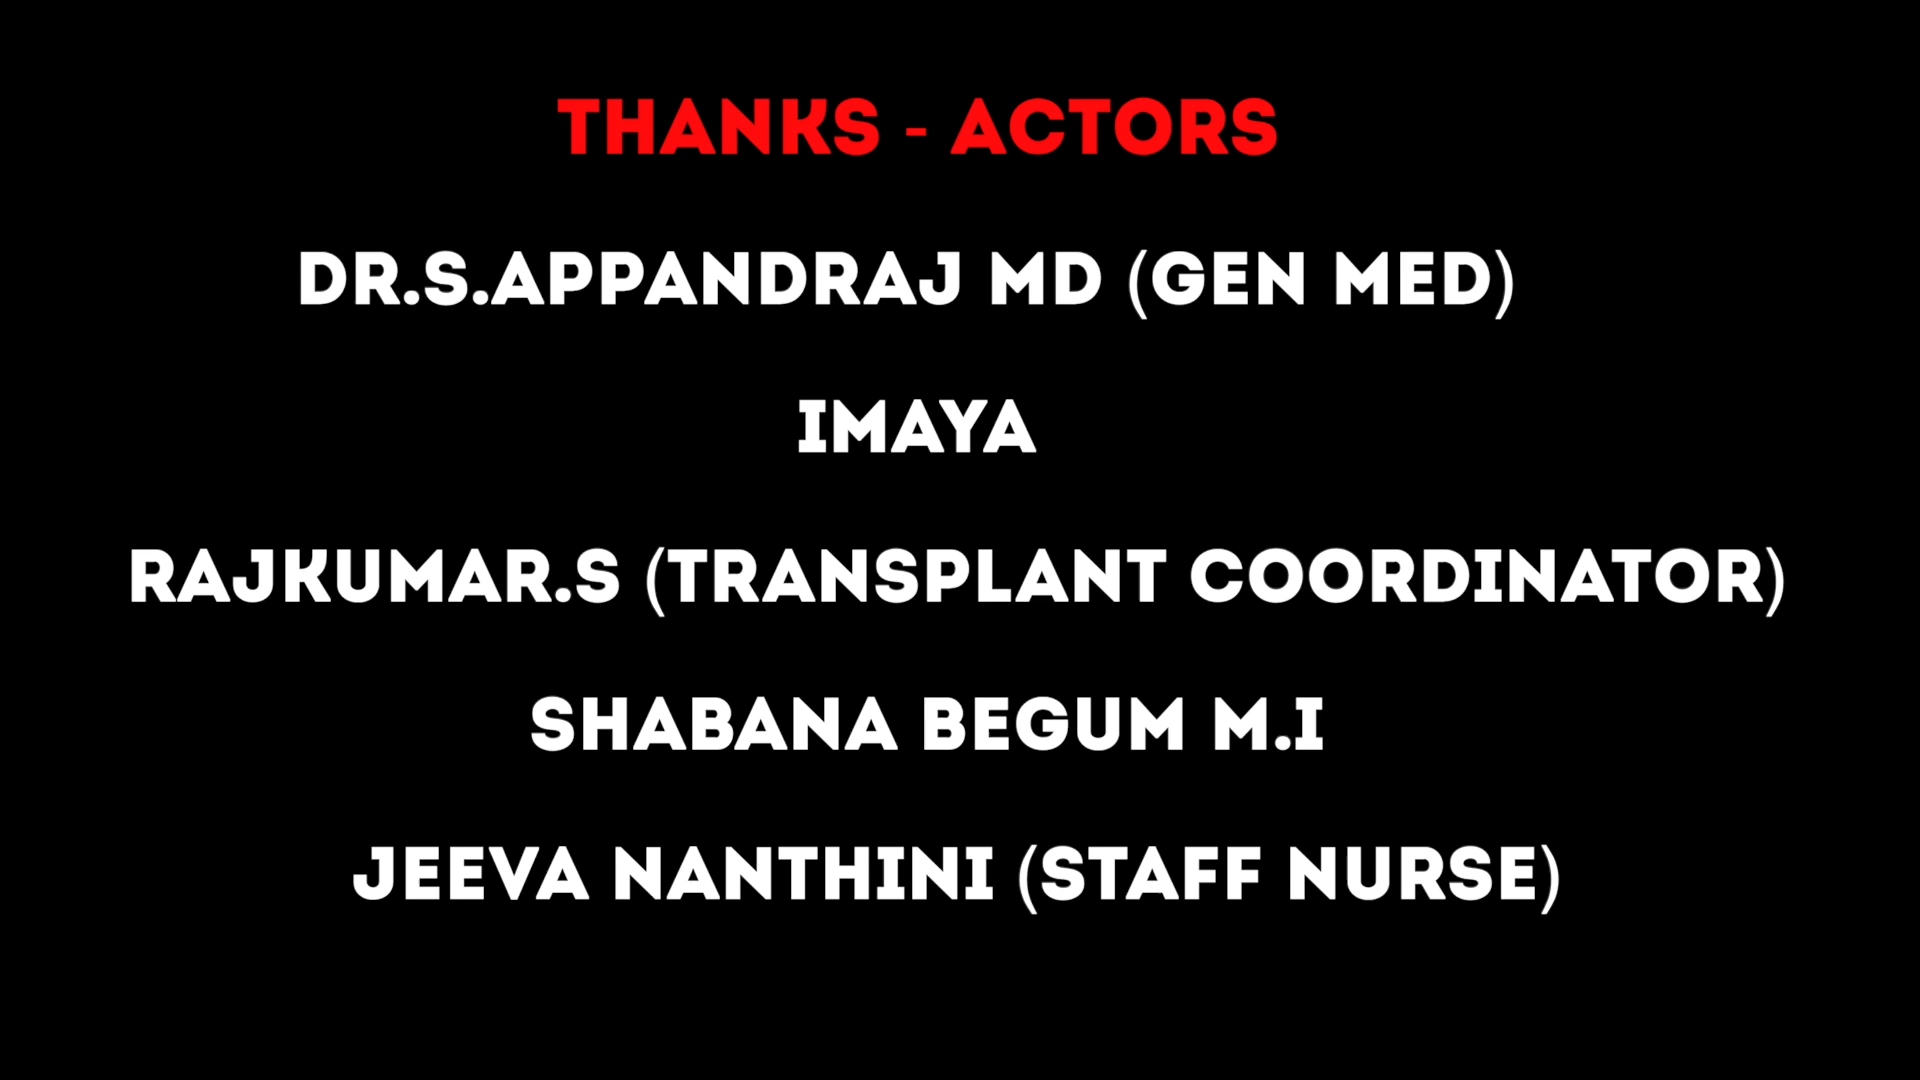 THANKS - ACTORS
DR.S.APPANDRAJ MD (GEN MED)
IMAYA
RAJKUMAR.S (TRANSPLANT COORDINATOR)
SHABANA BEGUM M.I
JEEVA NANTHINI (STAFF NURSE)